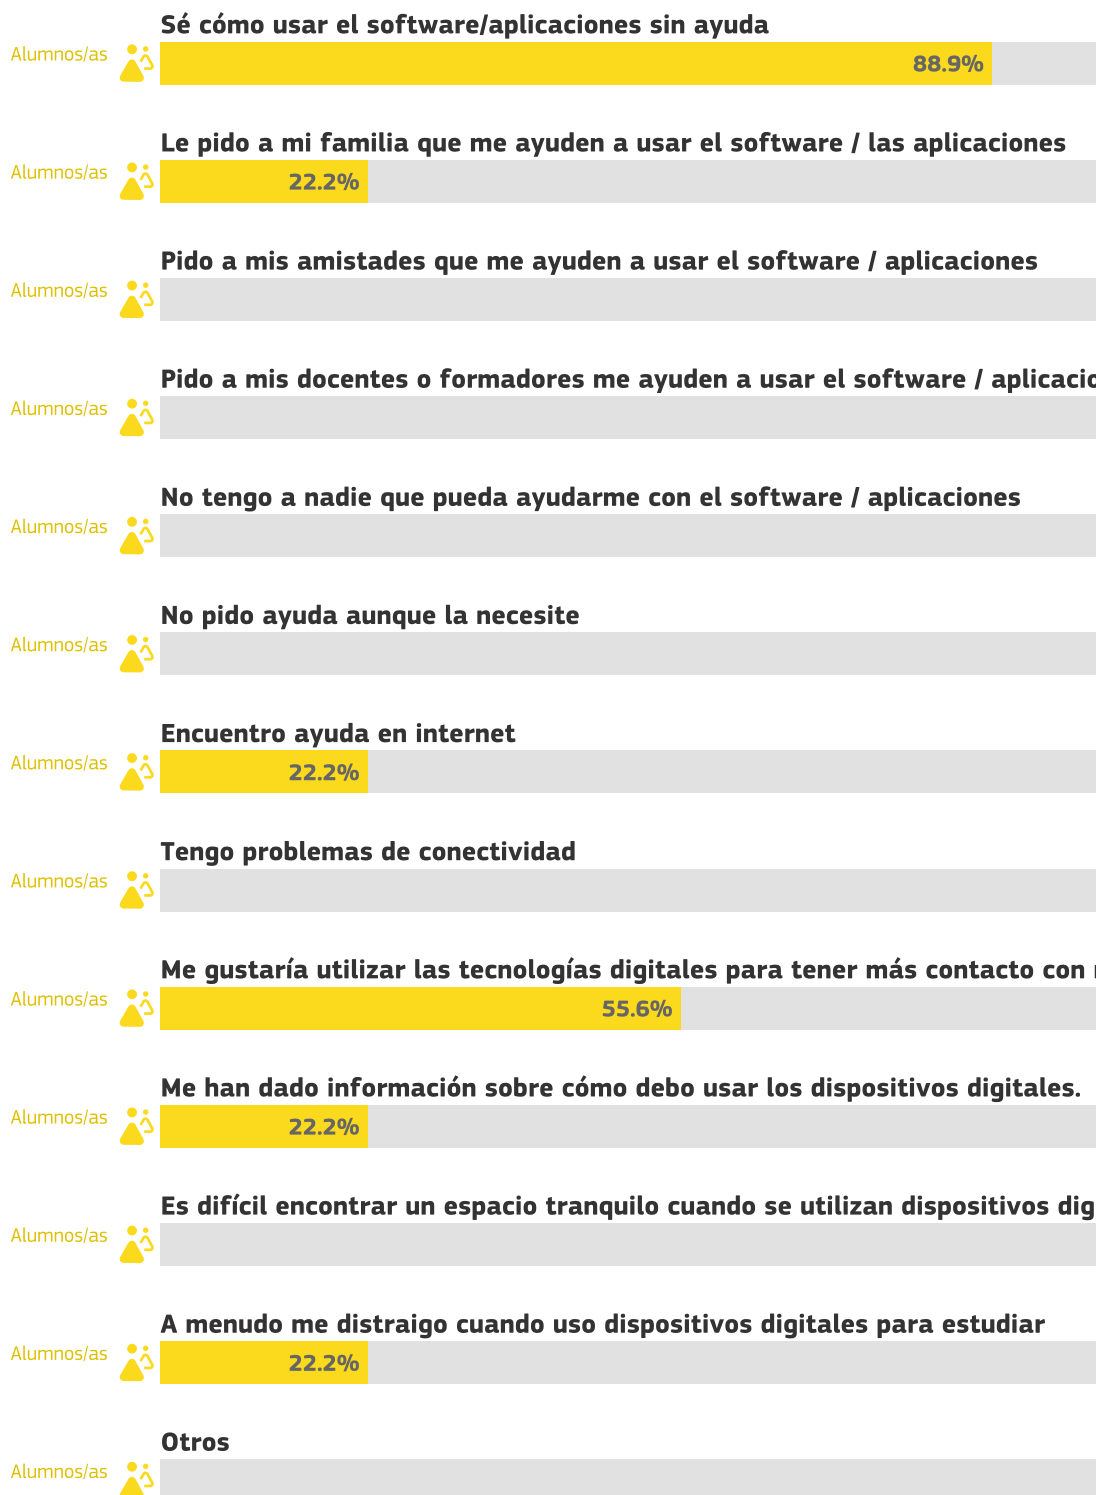 Sé cómo usar el software/aplicaciones sin ayuda
Alumnos/as
88.9%
Le pido a mi familia que me ayuden a usar el software / las aplicaciones
Alumnos/as
22.2%
Pido a mis amistades que me ayuden a usar el software / aplicaciones
Alumnos/as
Pido a mis docentes o formadores me ayuden a usar el software /
Alumnos/as
No tengo a nadie que pueda ayudarme con el software / aplicaciones
Alumnos/as
No pido ayuda aunque la necesite
Alumnos/as
Encuentro ayuda en internet
Alumnos/as
22.2%
Tengo problemas de conectividad
Alumnos/as
Me gustaría utilizar las tecnologías digitales para tener más contacto con
Alumnos/as
55.6%
Me han dado información sobre cómo debo usar los dispositivos digitales.
Alumnos/as
22.2%
Es difícil encontrar un espacio tranquilo cuando se utilizan dispositivos
Alumnos/as
A menudo me distraigo cuando uso dispositivos digitales para estudiar
Alumnos/as
22.2%
Otros
Alumnos/as